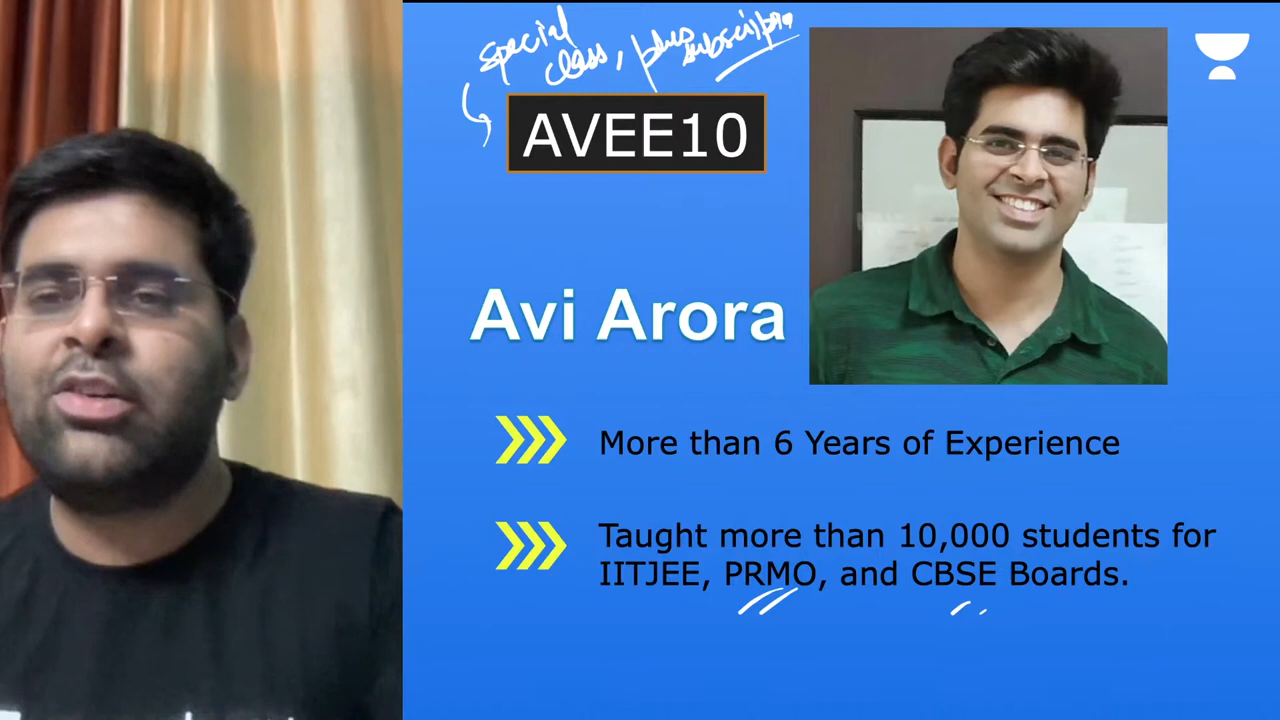 special
class, plus subscriptio
AVEE10
Avi Arora
More than 6 Years of Experience
Taught more than 10,000 students for
IITJEE, PRMO, and CBSE Boards.